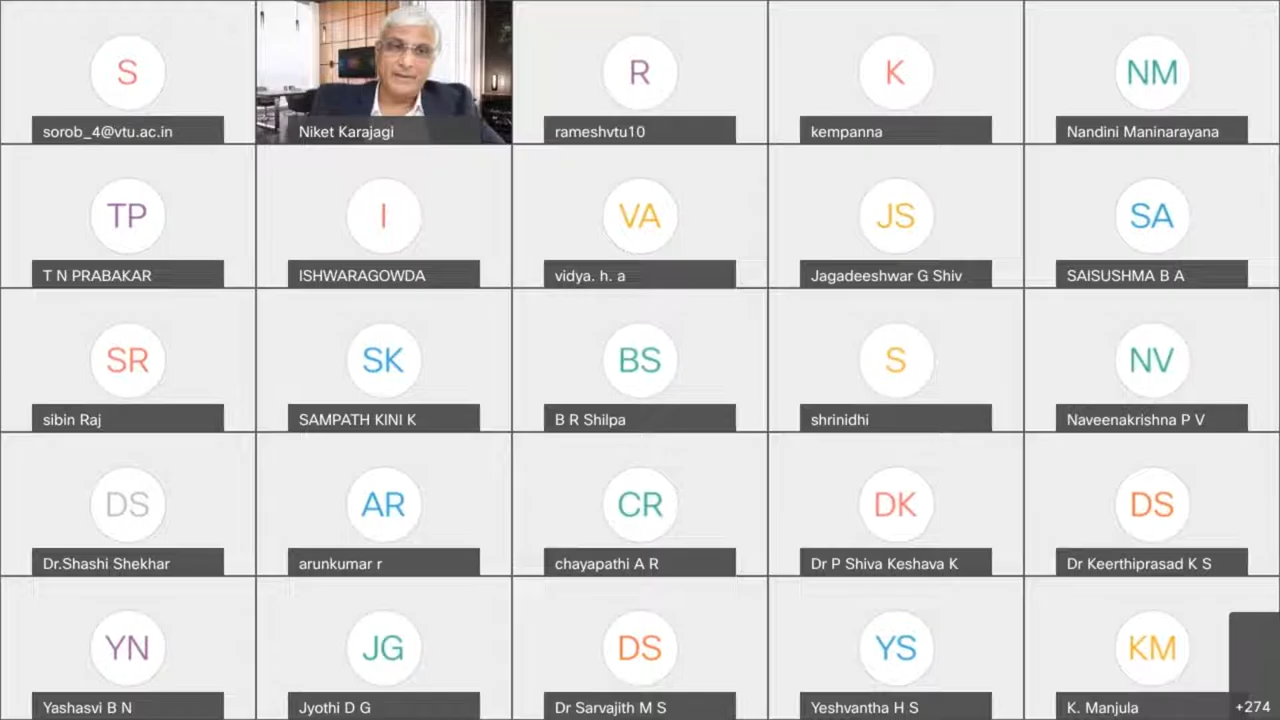 S
sorob_4@vtu.ac.in
Niket Karajagi
R
rameshvtu10
K
kempanna
NM
Nandini Maninarayana
TP
T N PRABAKAR
I
ISHWARAGOWDA
VA
vidya. h. a
JS
Jagadeeshwar G Shiv
SA
SAISUSHMA B A
SR
sibin Raj
SK
SAMPATH KINI K
BS
B R Shilpa
S
shrinidhi
NV
Naveenakrishna P V
DS
Dr.Shashi Shekhar
AR
arunkumar r
CR
chayapathi A R
DK
Dr P Shiva Keshava K
DS
Dr Keerthiprasad K S
YN
Yashasvi B N
JG
Jyothi D G
DS
Dr Sarvajith M S
YS
Yeshvantha H S
KM
K. Manjula
+274